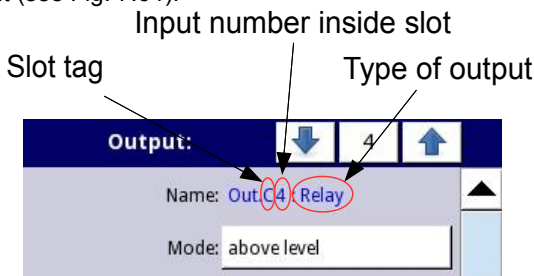 (see Fig. 7.61).
Input number inside slot
Slot tag
Type of output
Output: 4
Name: Out.C4 : Relay
Mode: above level